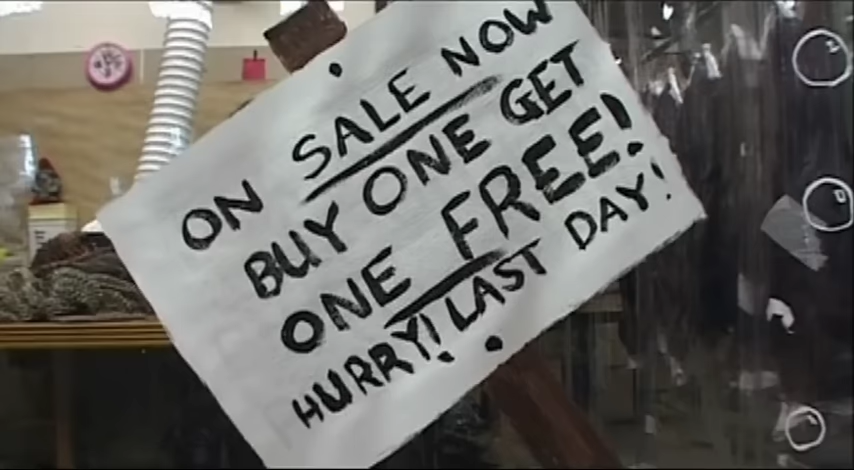 ON SALE NOW
BUY ONE GET
ONE FREE!
HURRY! LAST DAY!